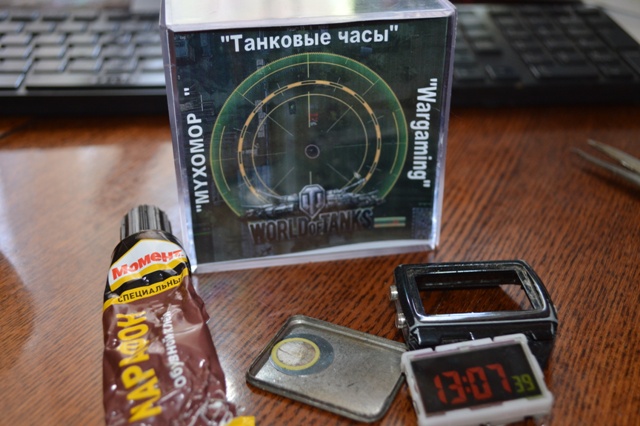 "Танковые часы"
"МУХОМОР "
"Wargaming"
WORLD OF TANKS
Момент
СПЕЦИАЛЬНЫЙ
МАРАФОН
13:07 39